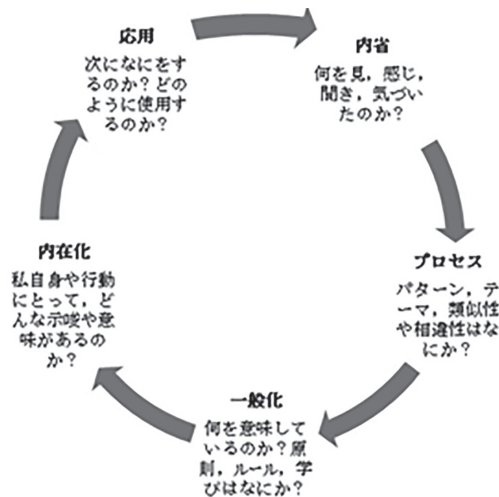 応用
次になにをす
るのか？どの
ように使用す
るのか？
内省
何を見，感じ，
聞き，気づい
たのか？
プロセス
パターン，テ
ーマ，類似性
や相違性はな
にか？
一般化
何を意味して
いるのか？原
則，ルール，学
びはなにか？
内在化
私自身や行動
にとって，ど
んな示唆や意
味があるの
か？